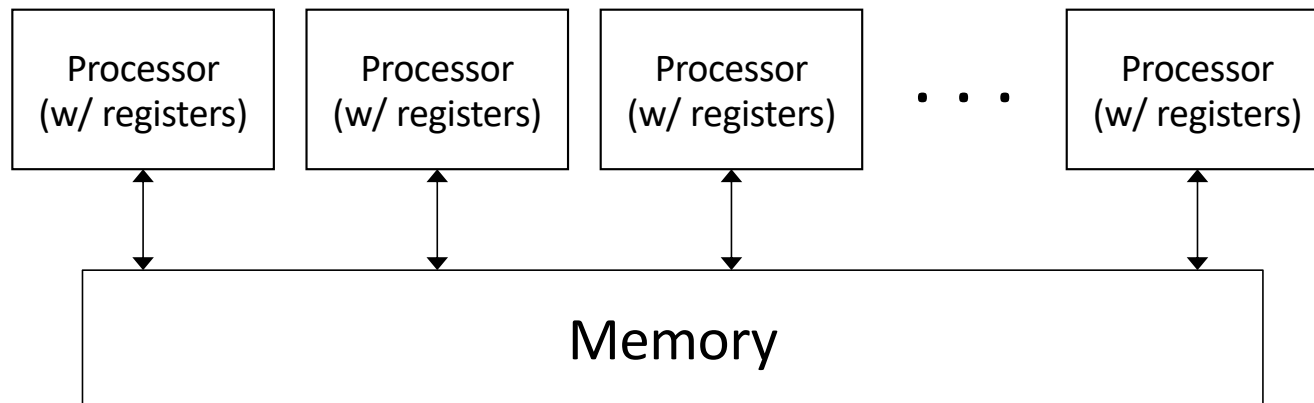 Processor
(w/ registers)
Processor
(w/ registers)
Processor
(w/ registers)
. . .
Processor
(w/ registers)
Memory